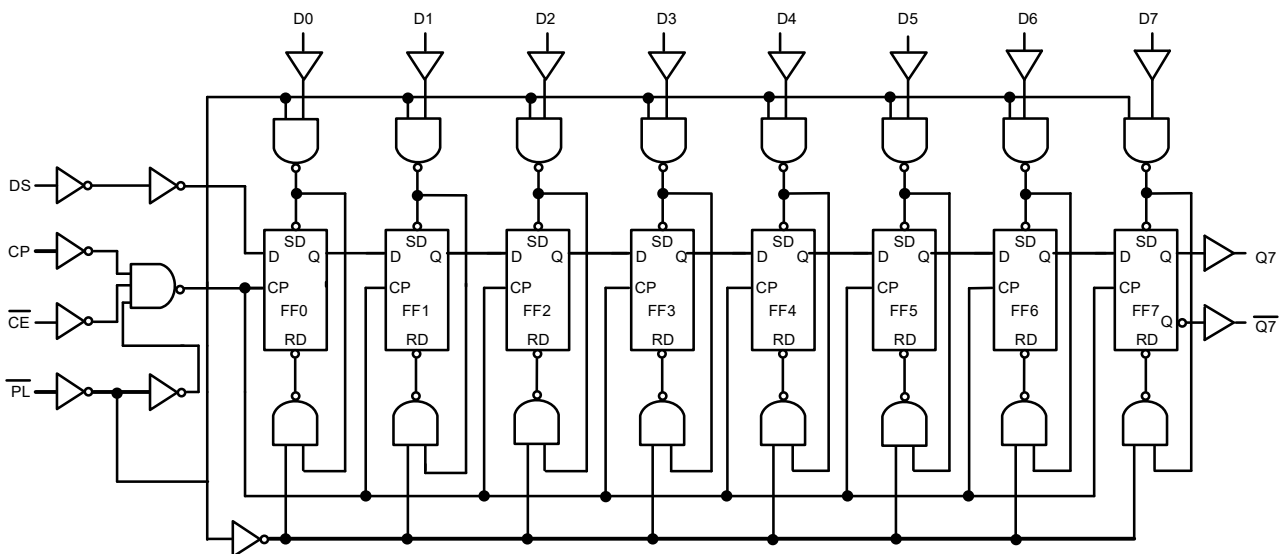 D0 D1 D2 D3 D4 D5 D6 D7
DS
SD SD SD SD SD SD SD SD
CP
D Q D Q D Q D Q D Q D Q D Q D Q Q7
CP CP CP CP CP CP CP CP
FF0 FF1 FF2 FF3 FF4 FF5 FF6 FF7
CE
Q Q7
RD RD RD RD RD RD RD RD
PL